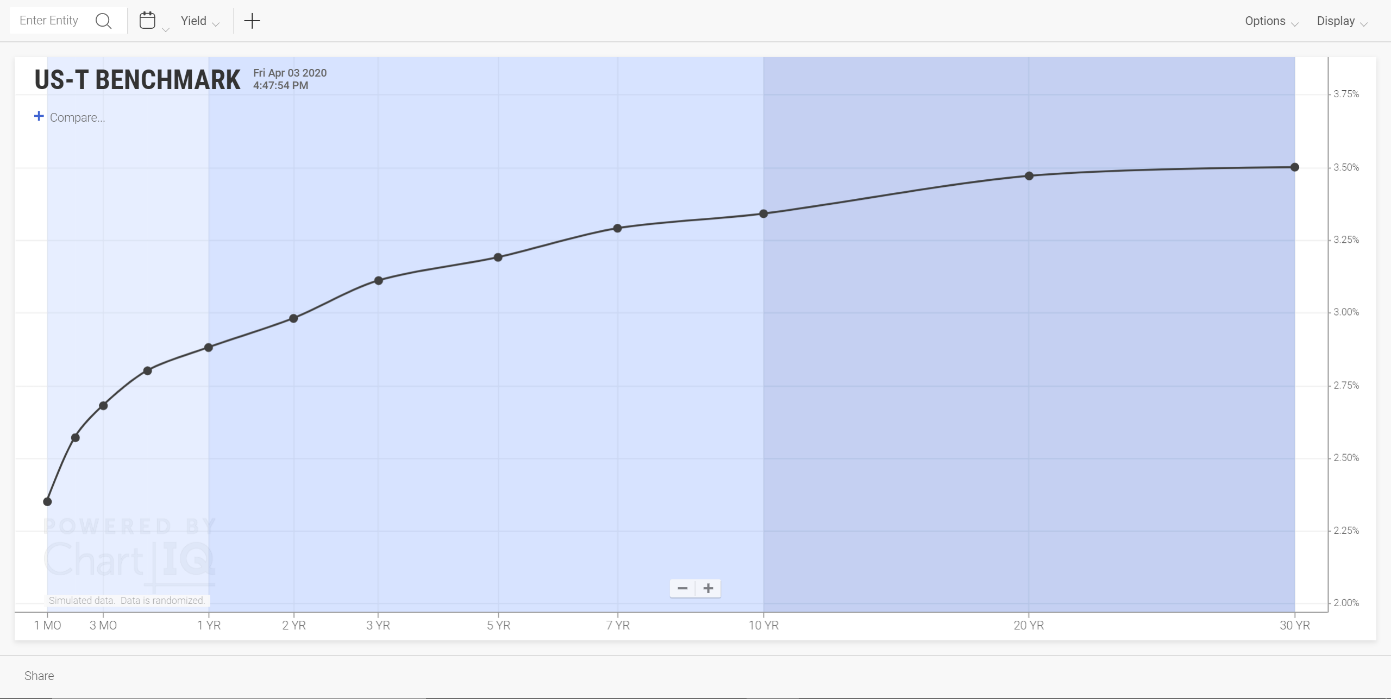 Enter Entity
Yield
Options
Display
US-T BENCHMARK
Fri Apr 03 2020
4:47:54 PM
+ Compare...
3.75%
3.50%
3.25%
3.00%
2.75%
2.50%
2.25%
2.00%
POWERED BY
Chart IQ
Simulated data. Data is randomized.
1 MO
3 MO
1 YR
2 YR
3 YR
5 YR
7 YR
10 YR
20 YR
30 YR
Share